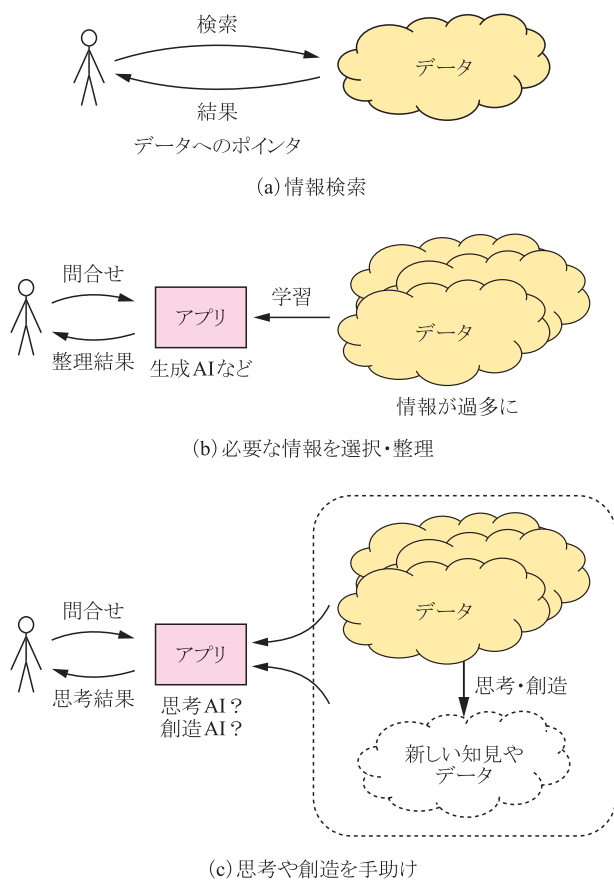 検索
データ
結果
データへのポインタ
(a)情報検索
問合せ
アプリ
学習
データ
整理結果
生成AIなど
情報が過多に
(b)必要な情報を選択・整理
問合せ
アプリ
データ
思考結果
思考AI?
創造AI?
思考・創造
新しい知見や
データ
(c)思考や創造を手助け